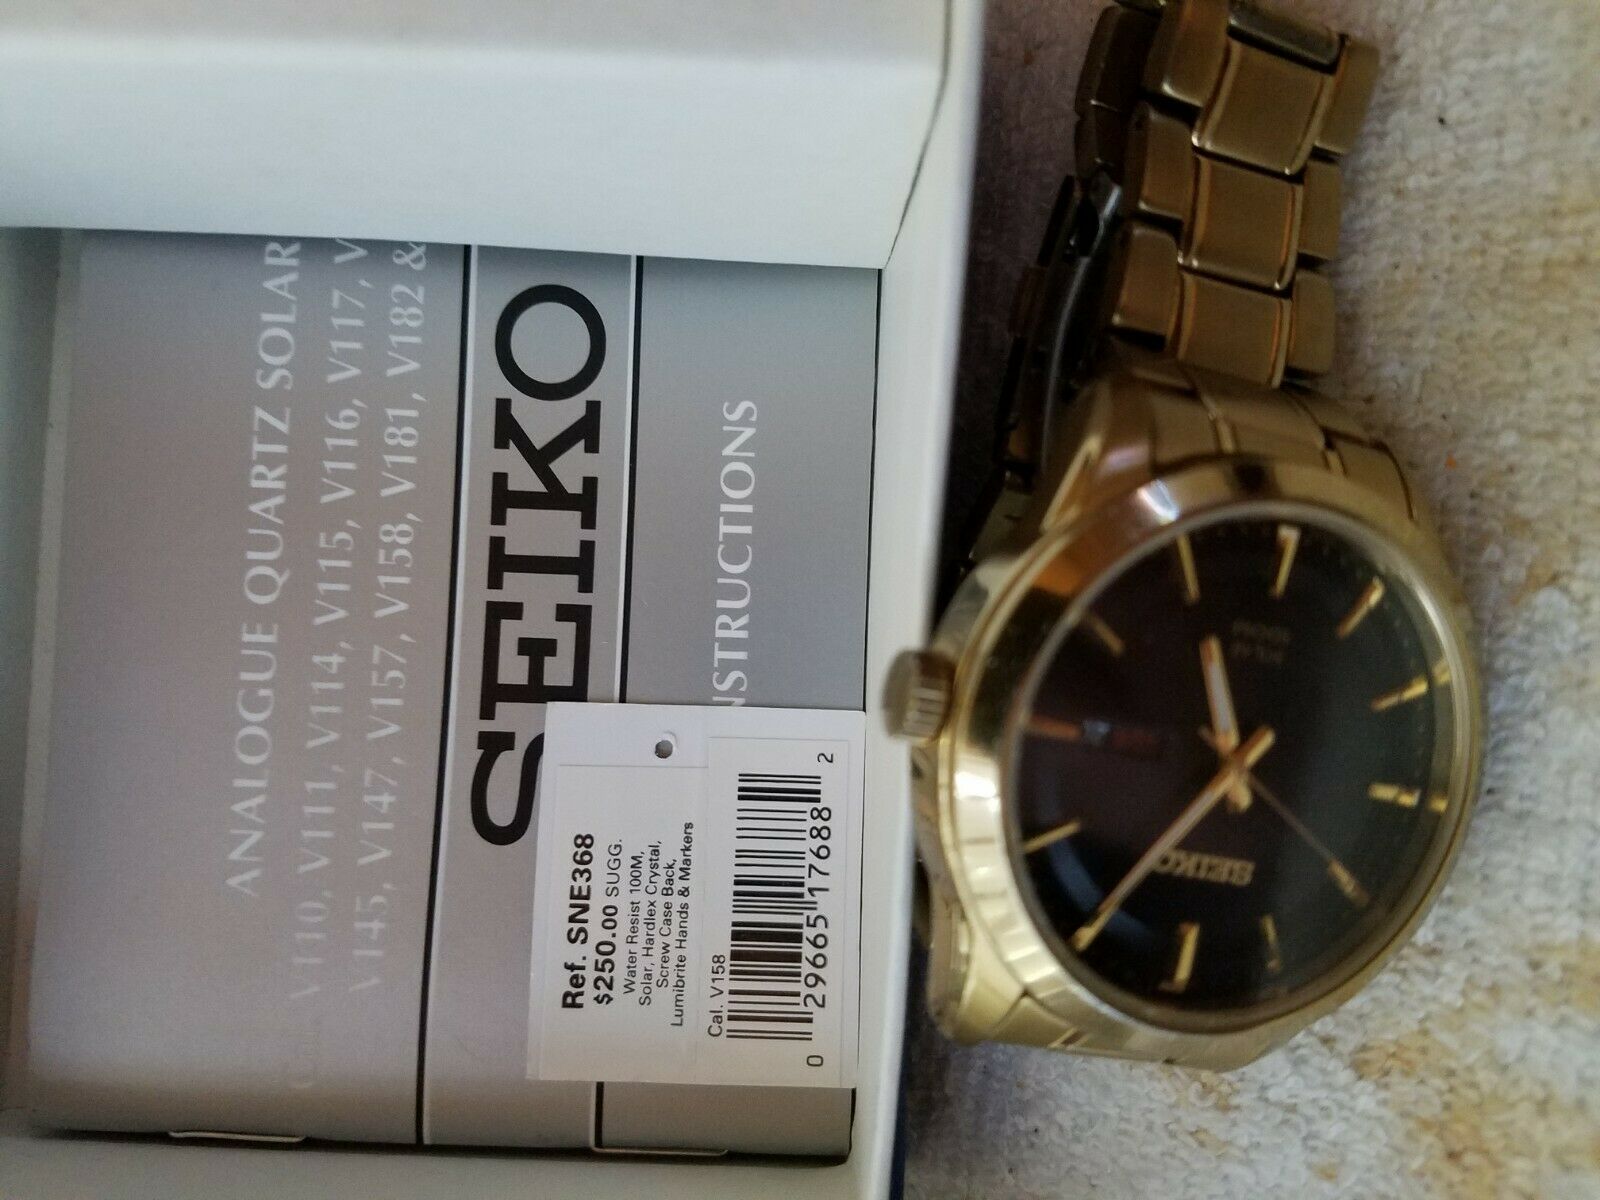 ANALOGUE QUARTZ SOLAR
V110, V111, V114, V115, V116, V117, V
V145, V147, V157, V158, V181, V182 &
SEIKO
INSTRUCTIONS
Ref. SNE368
$250.00 SUGG.
Water Resist 100M,
Solar, Hardlex Crystal,
Screw Case Back,
Lumibrite Hands & Markers
Cal. V158
0 29665 17688 2
SEIKO
SOLAR